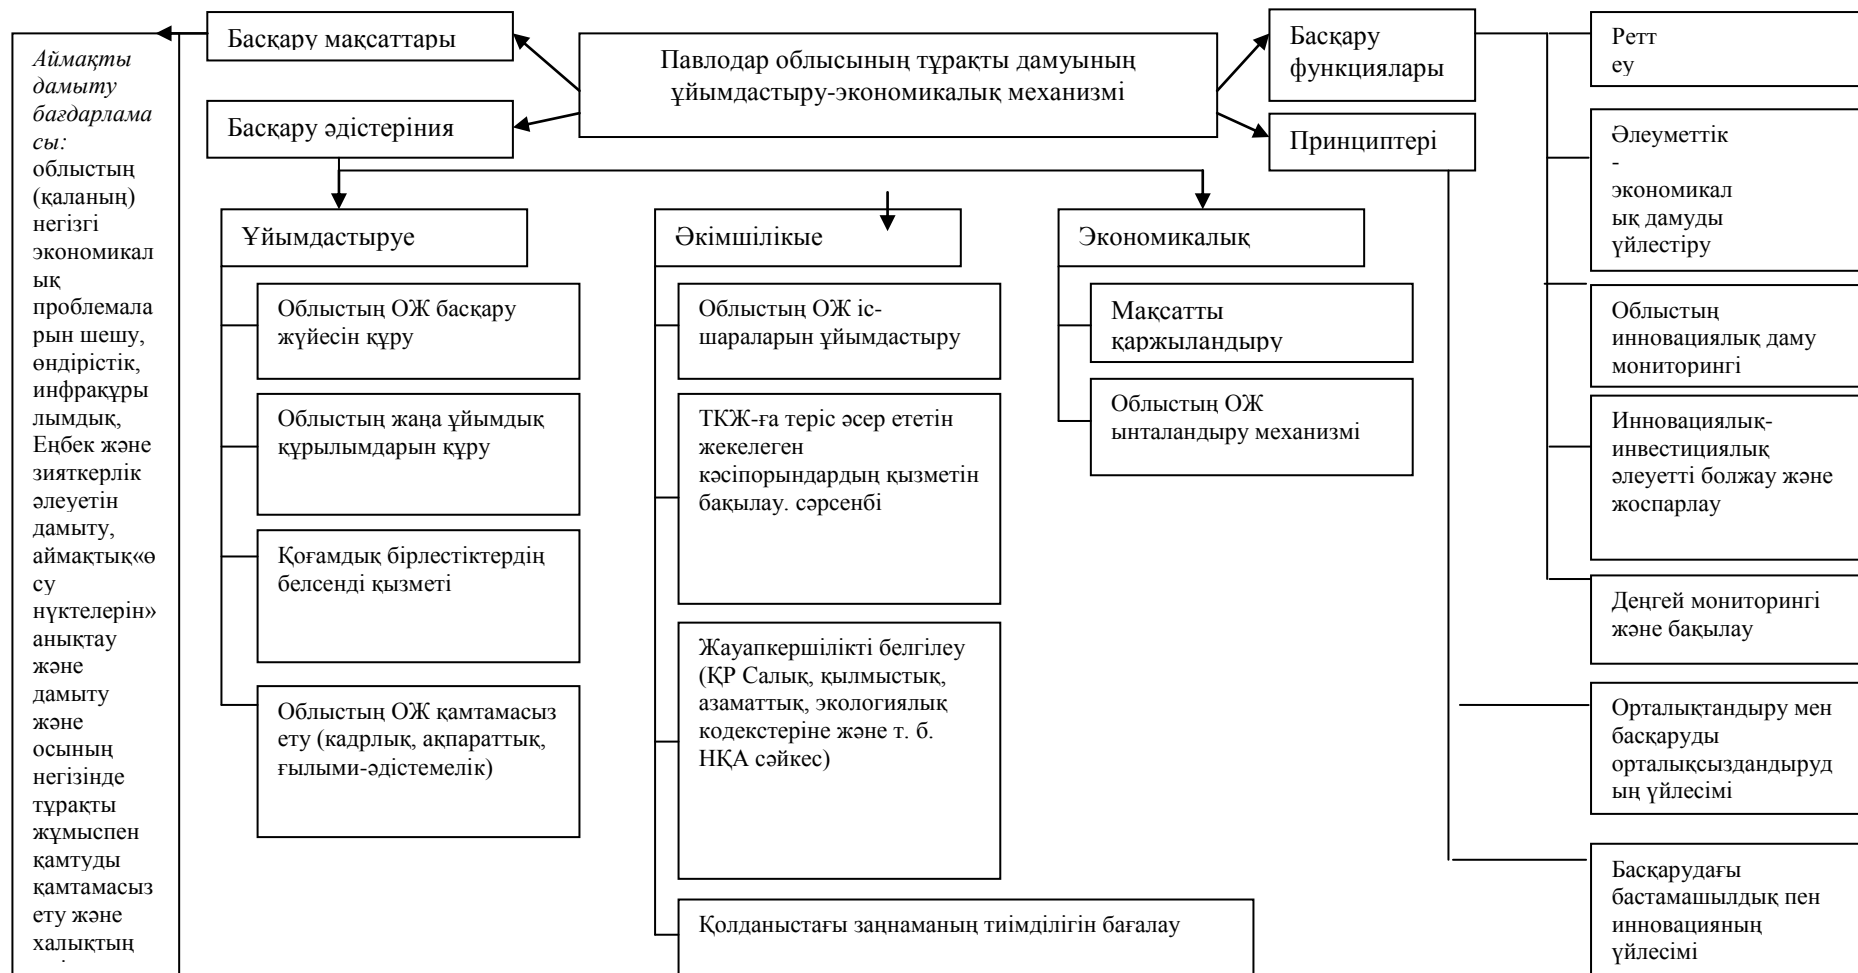 Басқару мақсаттары
Павлодар облысының тұрақты дамуының
ұйымдастыру-экономикалық механизмі
Басқару
функциялары
Ретт
еу
Аймақты
дамыту
бағдарлама
сы:
облыстың
(қаланың)
негізгі
экономикал
ық
проблемала
рын шешу,
өндірістік,
инфрақұры
лымдық,
Еңбек және
зияткерлік
әлеуетін
дамыту,
аймақтық«ө
су
нүктелерін»
анықтау
және
дамыту
және
осының
негізінде
тұрақты
жұмыспен
қамтуды
қамтамасыз
ету және
халықтың
Басқару әдістеріния
Принциптері
Ұйымдастыруе
Облыстың ОЖ басқару
жүйесін құру
Облыстың жаңа ұйымдық
құрылымдарын құру
Қоғамдық бірлестіктердің
белсенді қызметі
Облыстың ОЖ қамтамасыз
ету (кадрлық, ақпараттық,
ғылыми-әдістемелік)
Әкімшілікые
Облыстың ОЖ іс-
шараларын ұйымдастыру
ТКЖ-ға теріс әсер ететін
жекелеген
кәсіпорындардың қызметін
бақылау. сәрсенбі
Жауапкершілікті белгілеу
(ҚР Салық, қылмыстық,
азаматтық, экологиялық
кодекстеріне және т. б.
НҚА сәйкес)
Қолданыстағы заңнаманың тиімділігін бағалау
Экономикалық
Мақсатты
қаржыландыру
Облыстың ОЖ
ынталандыру механизмі
Әлеуметтік
-
экономикал
ық дамуды
үйлестіру
Облыстың
инновациялық даму
мониторингі
Инновациялық-
инвестициялық
әлеуетті болжау және
жоспарлау
Деңгей мониторингі
және бақылау
Орталықтандыру мен
басқаруды
орталықсыздандыруд
ың үйлесімі
Басқарудағы
бастамашылдық пен
инновацияның
үйлесімі